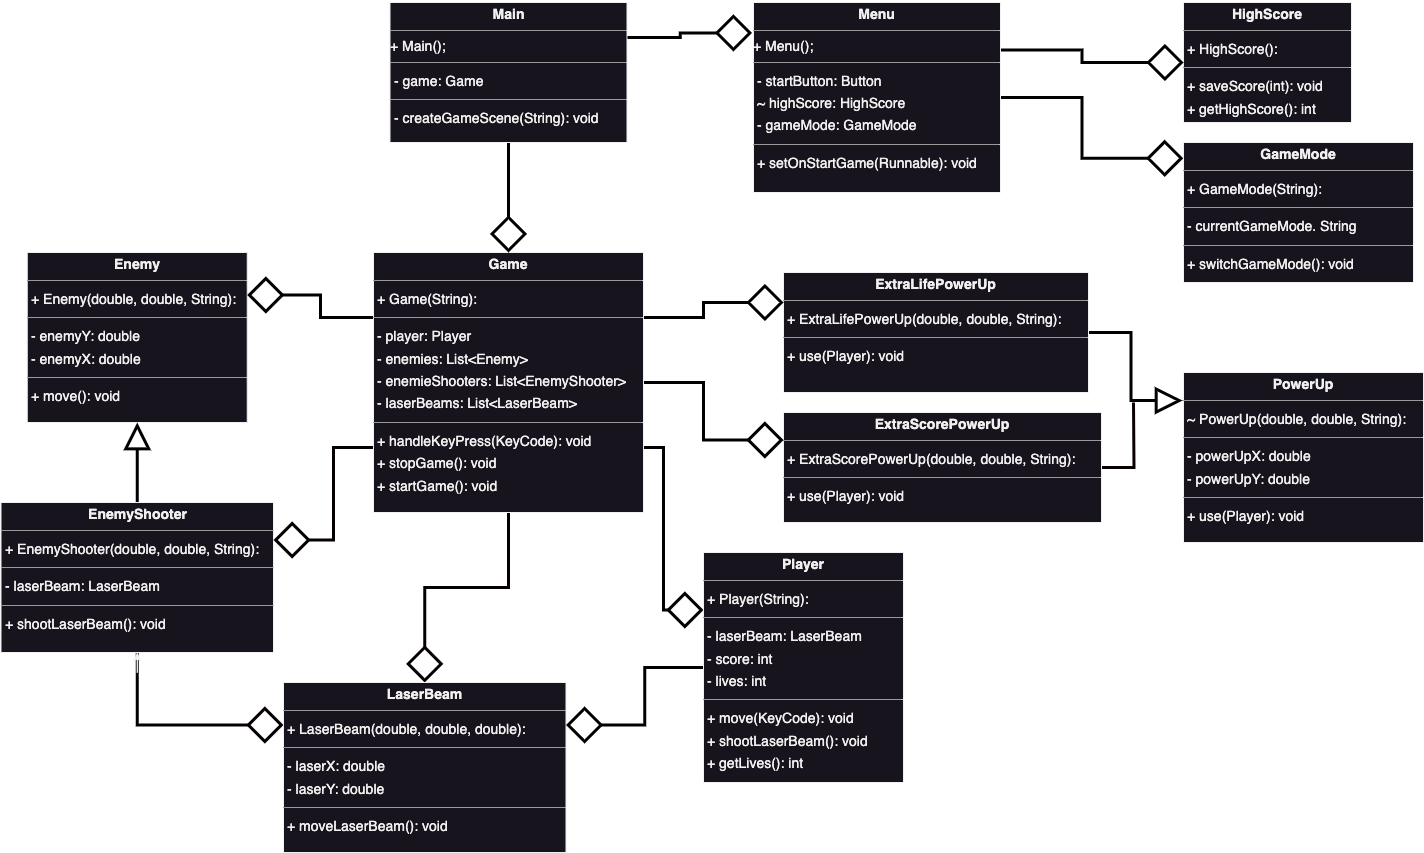 Main
+ Main();
- game: Game
- createGameScene(String): void
Menu
+ Menu();
- startButton: Button
~ highScore: HighScore
- gameMode: GameMode
+ setOnStartGame(Runnable): void
HighScore
+ HighScore():
+ saveScore(int): void
+ getHighScore(): int
GameMode
+ GameMode(String):
- currentGameMode. String
+ switchGameMode(): void
Enemy
+ Enemy(double, double, String):
- enemyY: double
- enemyX: double
+ move(): void
Game
+ Game(String):
- player: Player
- enemies: List<Enemy>
- enemieShooters: List<EnemyShooter>
- laserBeams: List<LaserBeam>
+ handleKeyPress(KeyCode): void
+ stopGame(): void
+ startGame(): void
ExtraLifePowerUp
+ ExtraLifePowerUp(double, double, String):
+ use(Player): void
ExtraScorePowerUp
+ ExtraScorePowerUp(double, double, String):
+ use(Player): void
PowerUp
~ PowerUp(double, double, String):
- powerUpX: double
- powerUpY: double
+ use(Player): void
EnemyShooter
+ EnemyShooter(double, double, String):
- laserBeam: LaserBeam
+ shootLaserBeam(): void
Player
+ Player(String):
- laserBeam: LaserBeam
- score: int
- lives: int
+ move(KeyCode): void
+ shootLaserBeam(): void
+ getLives(): int
LaserBeam
+ LaserBeam(double, double, double):
- laserX: double
- laserY: double
+ moveLaserBeam(): void